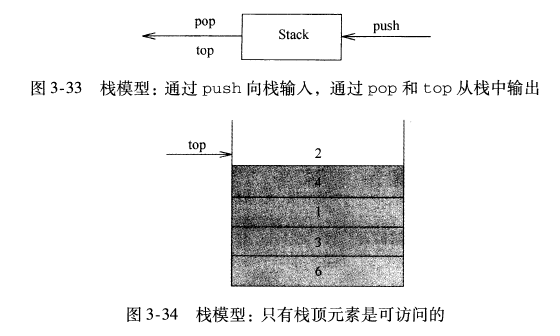 pop
top
Stack
push
图 3-33 栈模型：通过 push 向栈输入，通过 pop 和 top 从栈中输出
top
2
4
1
3
6
图 3-34 栈模型：只有栈顶元素是可访问的